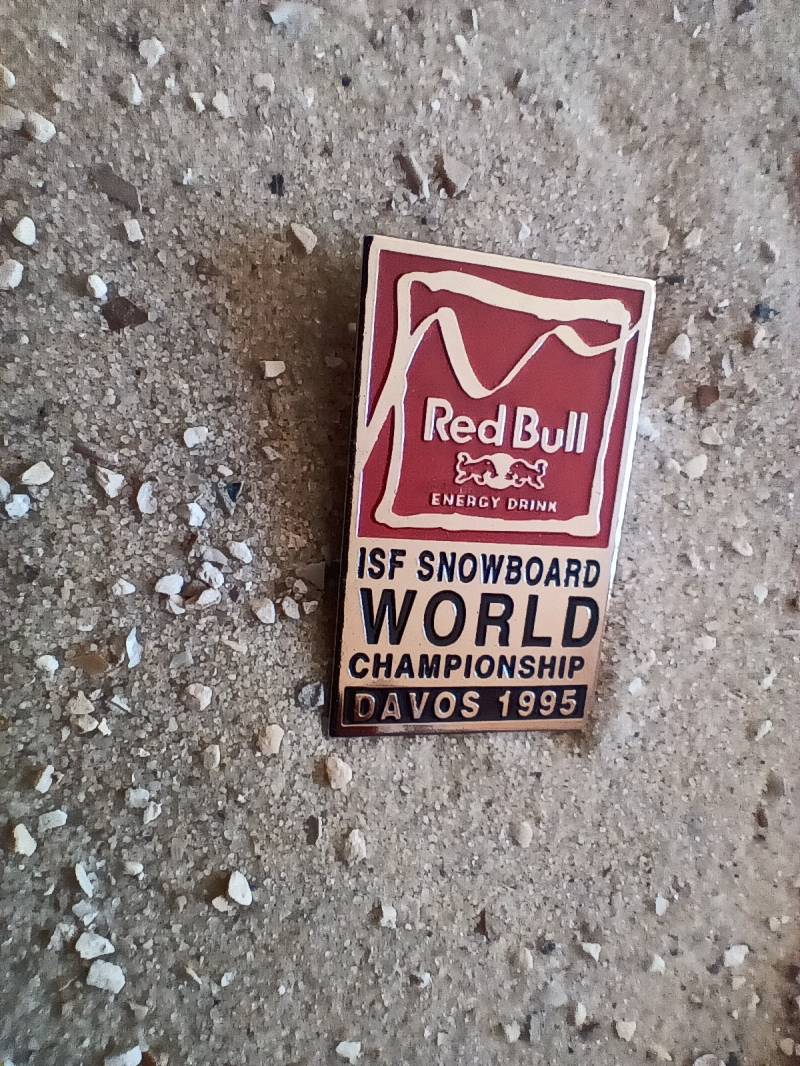 Red Bull
ENERGY DRINK
ISF SNOWBOARD
WORLD
CHAMPIONSHIP
DAVOS 1995